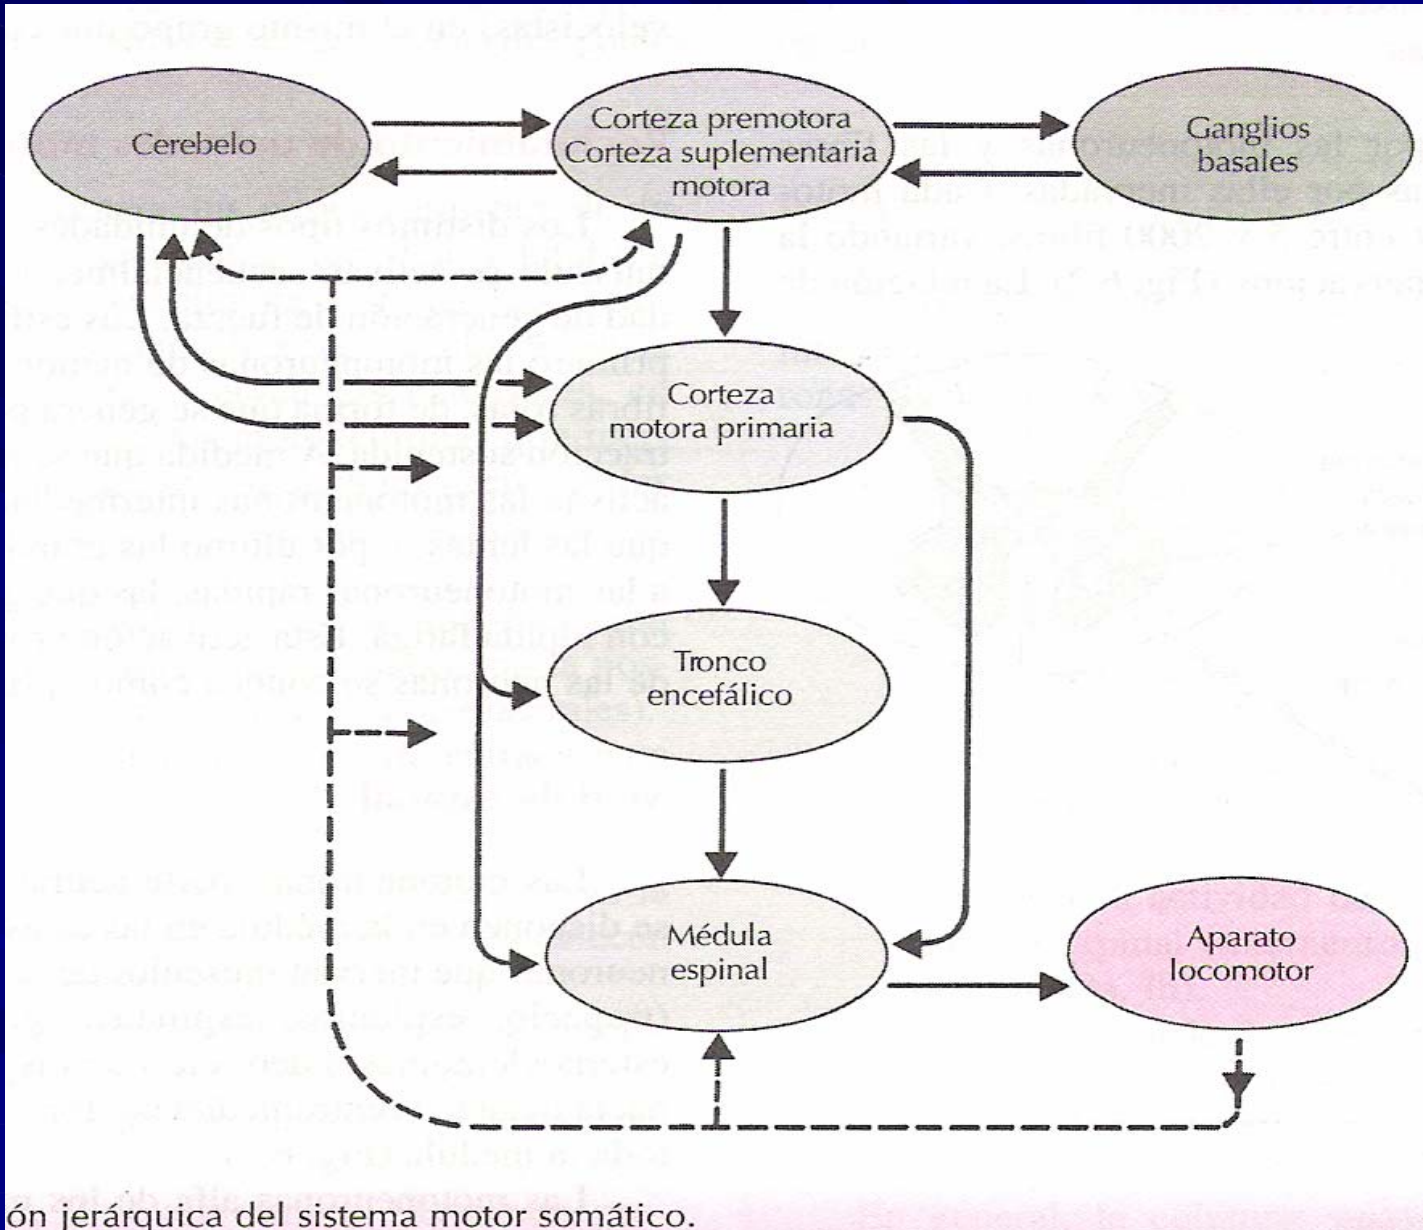 Cerebelo
Corteza premotora
Corteza suplementaria
motora
Ganglios
basales
Corteza
motora primaria
Tronco
encefálico
Médula
espinal
Aparato
locomotor
ón jerárquica del sistema motor somático.